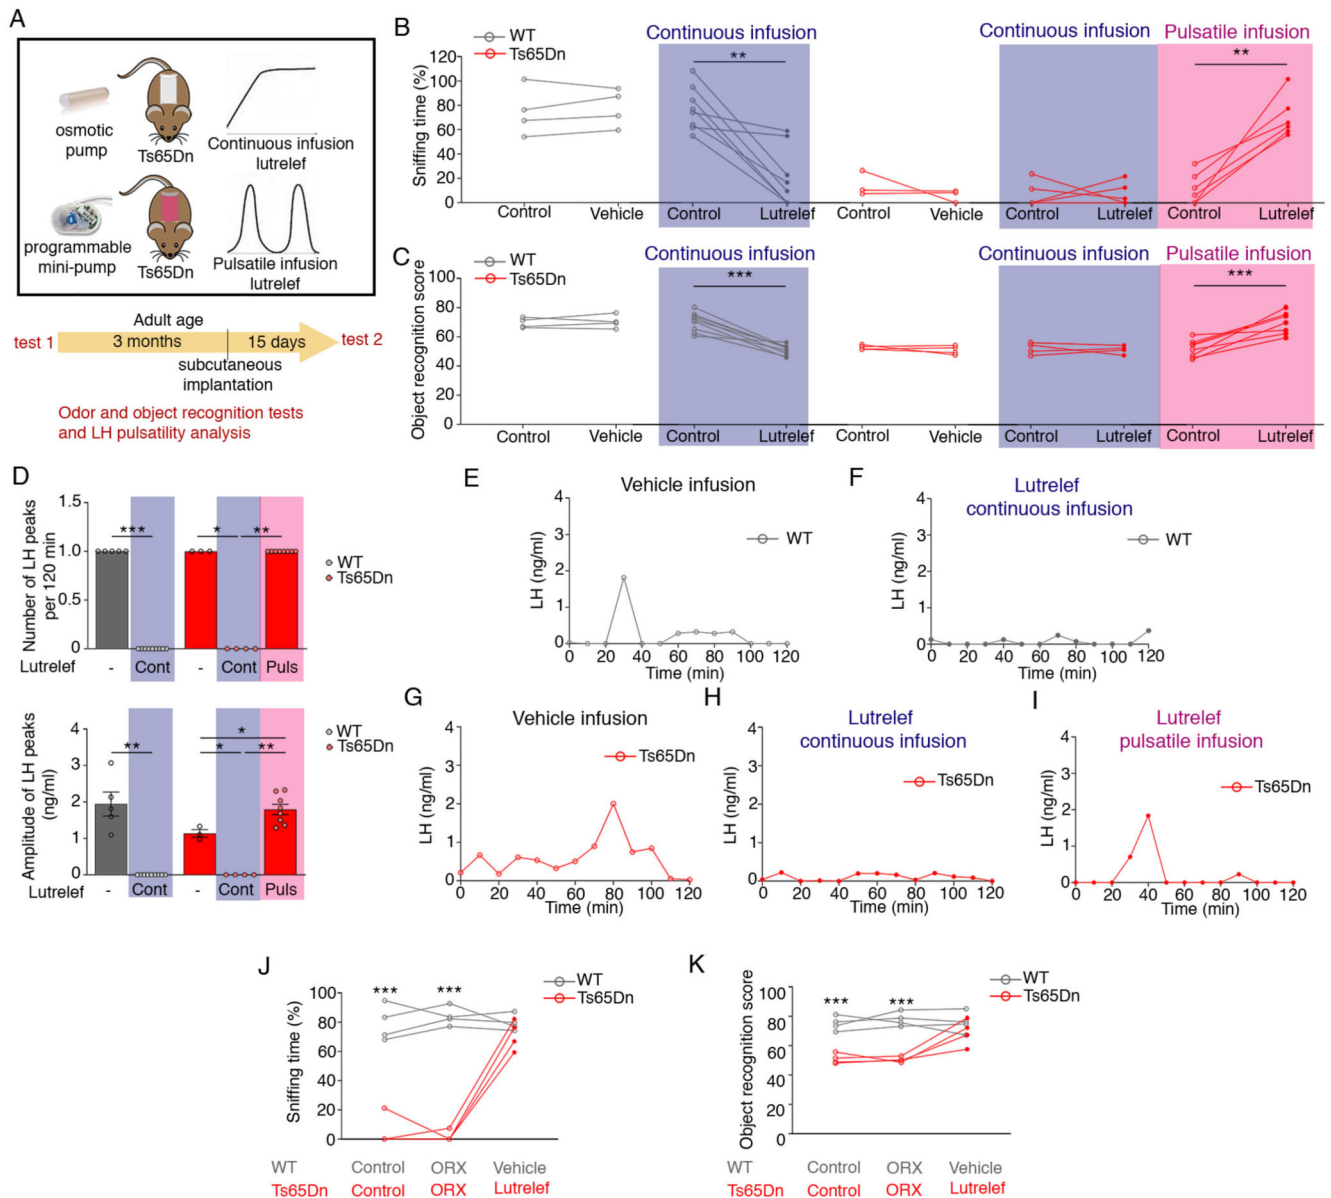 A
osmotic
pump
Ts65Dn
Continuous infusion
lutrelef
programmable
mini-pump
Ts65Dn
Pulsatile infusion
lutrelef
Adult age
test 1
3 months
15 days
test 2
subcutaneous
implantation
Odor and object recognition tests
and LH pulsatility analysis
B
WT
Ts65Dn
Continuous infusion
Continuous infusion
Pulsatile infusion
**
**
Sniffing time (%)
120
100
80
60
40
20
0
Control
Vehicle
Control
Lutrelef
Control
Vehicle
Control
Lutrelef
Control
Lutrelef
C
WT
Ts65Dn
Continuous infusion
Continuous infusion
Pulsatile infusion
***
***
Object recognition score
100
80
60
40
20
0
Control
Vehicle
Control
Lutrelef
Control
Vehicle
Control
Lutrelef
Control
Lutrelef
D
Number of LH peaks
per 120 min
1.5
1.0
0.5
0
***
*
**
WT
Ts65Dn
Lutrelef
-
Cont
-
Cont
Puls
Amplitude of LH peaks
(ng/ml)
4
3
2
1
0
**
*
*
**
WT
Ts65Dn
Lutrelef
-
Cont
-
Cont
Puls
E
Vehicle infusion
WT
LH (ng/ml)
4
3
2
1
0
0 20 40 60 80 100 120
Time (min)
F
Lutrelef
continuous infusion
WT
LH (ng/ml)
4
3
2
1
0
0 20 40 60 80 100 120
Time (min)
G
Vehicle infusion
Ts65Dn
LH (ng/ml)
4
3
2
1
0
0 20 40 60 80 100 120
Time (min)
H
Lutrelef
continuous infusion
Ts65Dn
LH (ng/ml)
4
3
2
1
0
0 20 40 60 80 100 120
Time (min)
I
Lutrelef
pulsatile infusion
Ts65Dn
LH (ng/ml)
4
3
2
1
0
0 20 40 60 80 100 120
Time (min)
J
WT
Ts65Dn
***
***
Sniffing time (%)
100
80
60
40
20
0
WT Control ORX Vehicle
Ts65Dn Control ORX Lutrelef
K
WT
Ts65Dn
***
***
Object recognition score
100
80
60
40
20
0
WT Control ORX Vehicle
Ts65Dn Control ORX Lutrelef